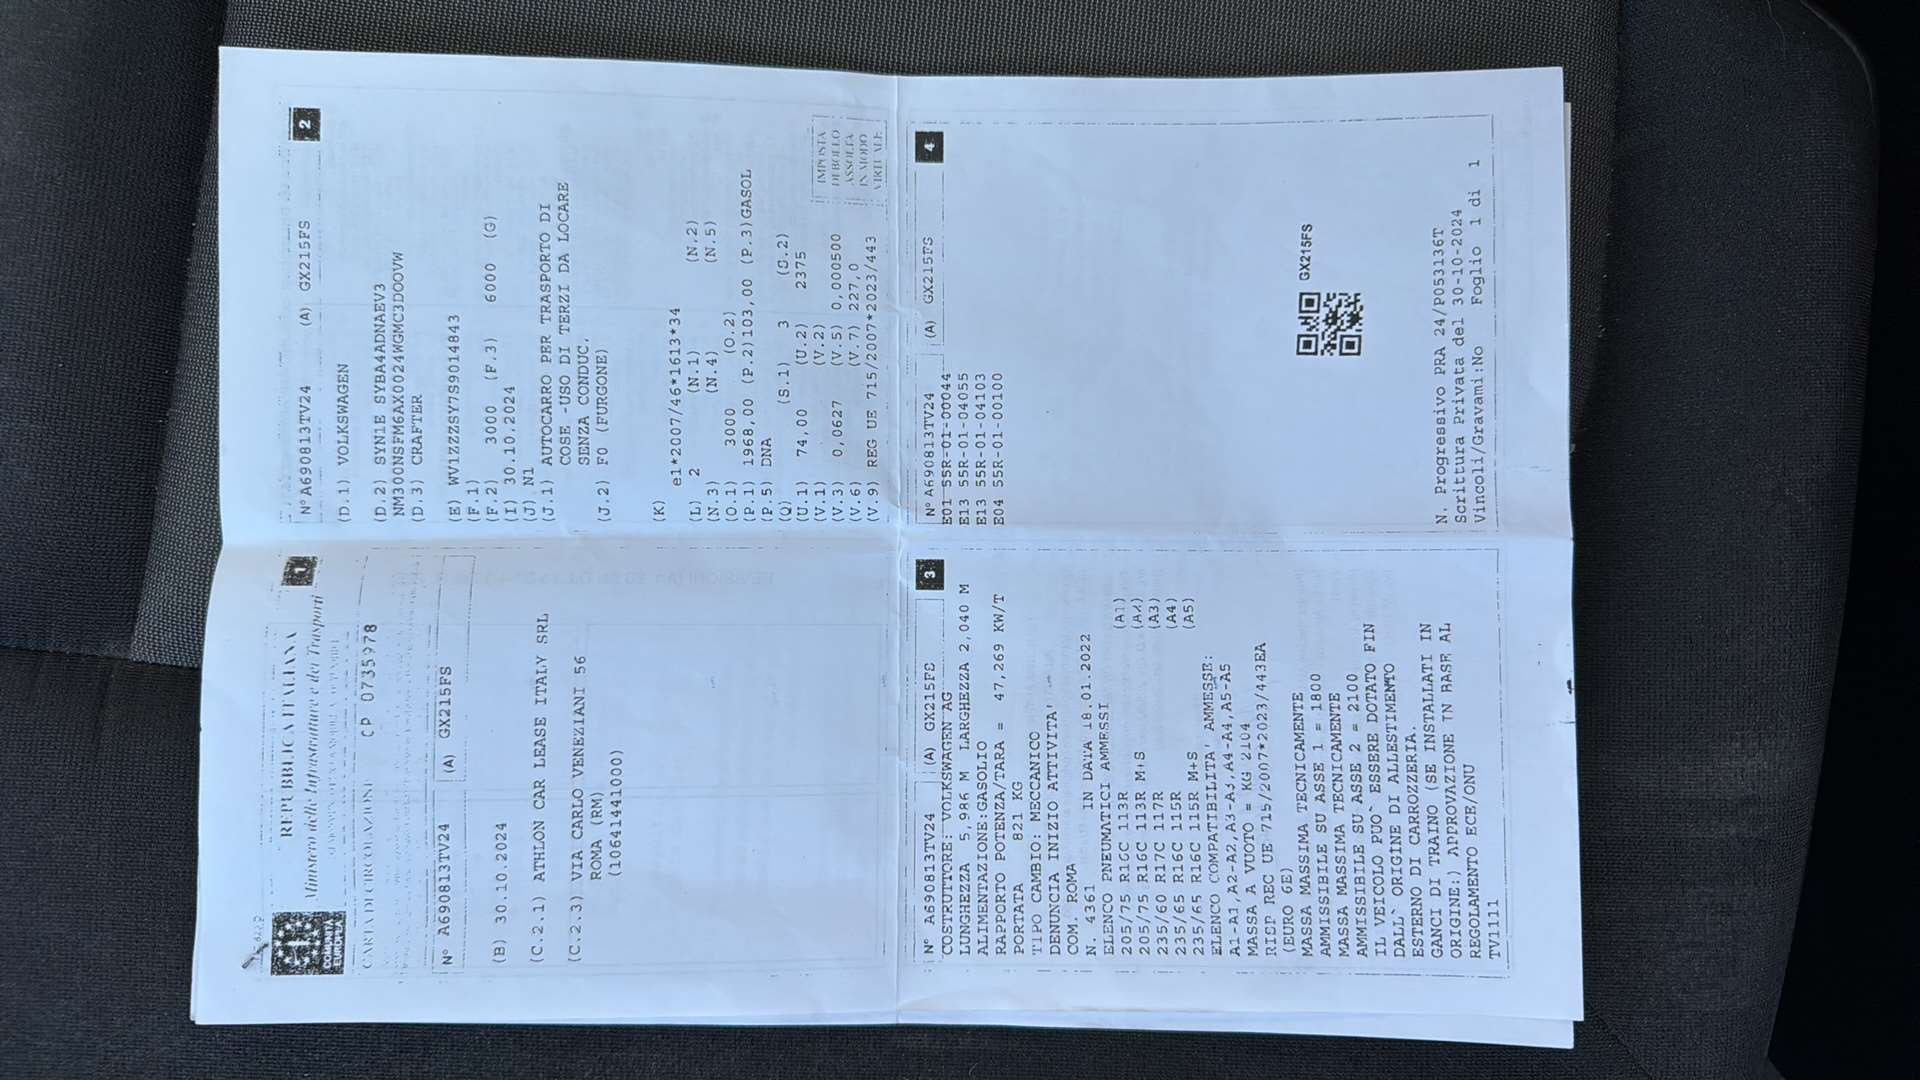 REPUBBLICA ITALIANA
1
Ministero delle Infrastrutture e dei Trasporti
COMUNITÀ EUROPEA
CARTA DI CIRCOLAZIONE CP 0735978
N° A690813TV24 (A) GX215FS
(B) 30.10.2024
(C.2.1) ATHLON CAR LEASE ITALY SRL
(C.2.3) VIA CARLO VENEZIANI 56
ROMA (RM)
(10641441000)
2
N° A690813TV24 (A) GX215FS
(D.1) VOLKSWAGEN
(D.2) SYN1E SYBA4ADNAEV3
NM30ONSFM6AX0024WGMC3DOOVW
(D.3) CRAFTER
(E) WV1ZZZSY7S9014843
(F.1)
(F.2) 3000 (F.3) 6000 (G)
(I) 30.10.2024
(J) N1
(J.1) AUTOCARRO PER TRASPORTO DI
COSE -USO DI TERZI DA LOCARE
SENZA CONDUC.
(J.2) F0 (FURGONE)
(K)
e1*2007/46*1613*34
(L) 2 (N.1) (N.2)
(N.3) (N.4) (N.5)
(O.1) 3000 (O.2)
(P.1) 1968,00 (P.2)103,00 (P.3)GASOL
(P.5) DNA
(Q) (S.1) 3 (S.2)
(U.1) 74,00 (U.2) 2375
(V.1) (V.2)
(V.3) 0,0627 (V.5) 0,000500
(V.6) (V.7) 227,0
(V.9) REG UE 715/2007*2023/443
IMPOSTA
DI BOLLO
ASSOLTA
IN MODO
VIRTUALE
3
N° A690813TV24 (A) GX215FS
COSTRUTTORE: VOLKSWAGEN AG
LUNGHEZZA 5,986 M LARGHEZZA 2,040 M
ALIMENTAZIONE:GASOLIO
RAPPORTO POTENZA/TARA = 47,269 KW/T
PORTATA 821 KG
TIPO CAMBIO: MECCANICO
DENUNCIA INIZIO ATTIVITA'
COM. ROMA
N. 4361 IN DATA 18.01.2022
ELENCO PNEUMATICI AMMESSI
205/75 R16C 113R (A1)
205/75 R16C 113R M+S (A2)
235/60 R17C 117R (A3)
235/65 R16C 115R (A4)
235/65 R16C 115R M+S (A5)
ELENCO COMPATIBILITA' AMMESSE:
A1-A1,A2-A2,A3-A3,A4-A4,A5-A5
MASSA A VUOTO = KG 2104
RISP REC UE 715/2007*2023/443EA
(EURO 6E)
MASSA MASSIMA TECNICAMENTE
AMMISSIBILE SU ASSE 1 = 1800
MASSA MASSIMA TECNICAMENTE
AMMISSIBILE SU ASSE 2 = 2100
IL VEICOLO PUO` ESSERE DOTATO FIN
DALL` ORIGINE DI ALLESTIMENTO
ESTERNO DI CARROZZERIA.
GANCI DI TRAINO (SE INSTALLATI IN
ORIGINE:) APPROVAZIONE IN BASE AL
REGOLAMENTO ECE/ONU
TV1111
4
N° A690813TV24 (A) GX215FS
E01 55R-01-00044
E13 55R-01-04055
E13 55R-01-04103
E04 55R-01-00100
GX215FS
N. Progressivo PRA 24/P053136T
Scrittura Privata del 30-10-2024
Vincoli/Gravami:No Foglio 1 di 1